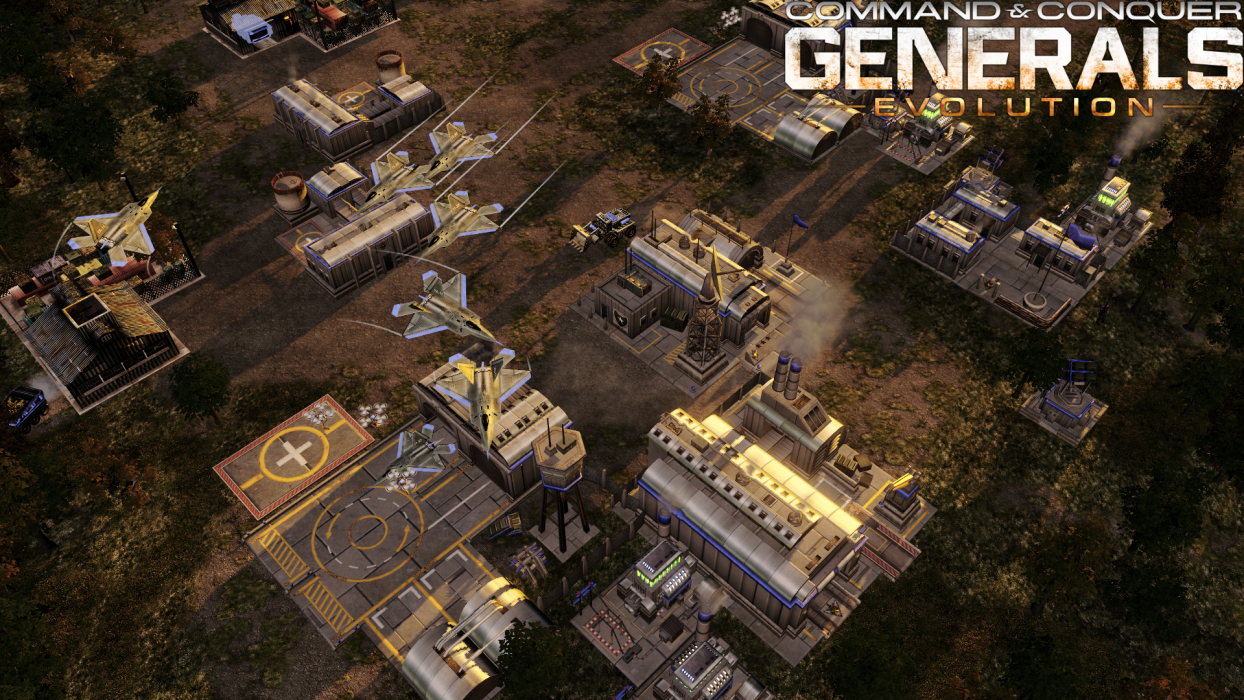 COMMAND & CONQUER
GENERALS
EVOLUTION